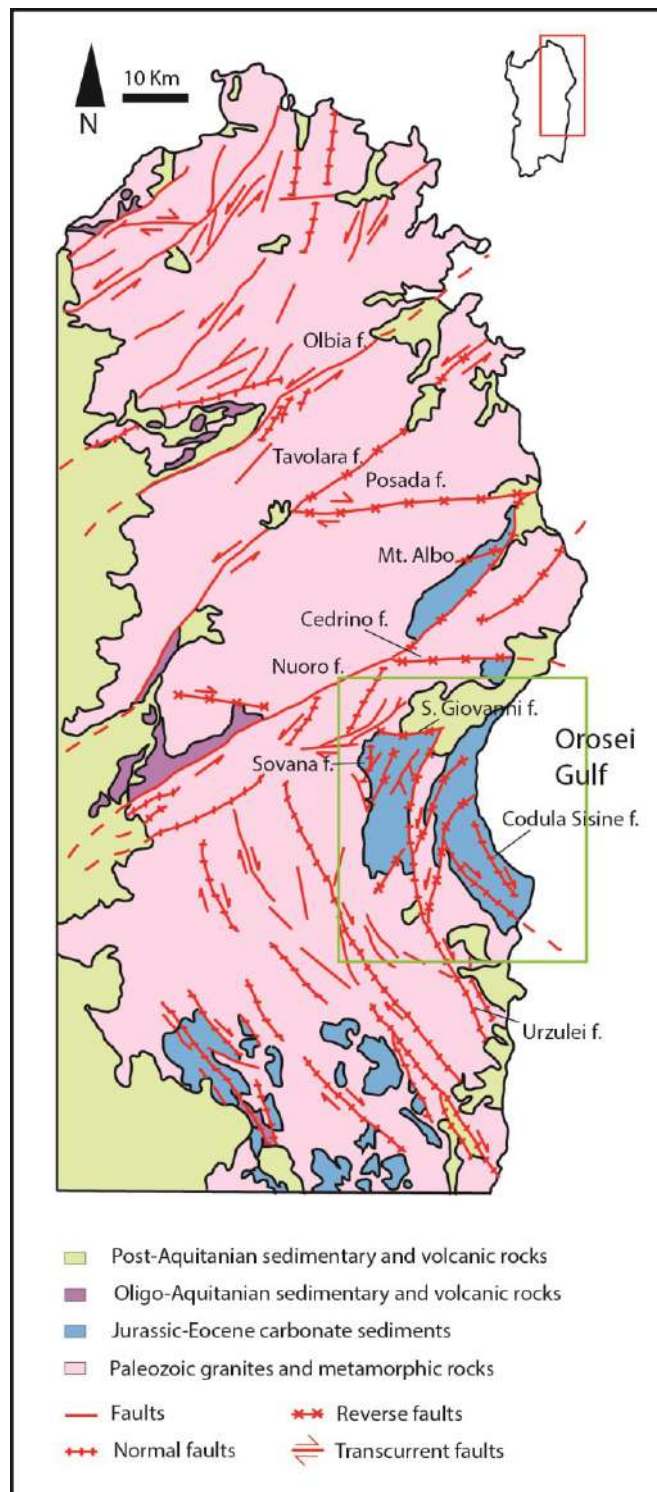 10 Km
N
Olbia f.
Tavolara f.
Posada f.
Mt. Albo
Cedrino f.
Nuoro f.
S. Giovanni f.
Sovana f.
Orosei
Gulf
Codula Sisine f.
Urzulei f.
Post-Aquitanian sedimentary and volcanic rocks
Oligo-Aquitanian sedimentary and volcanic rocks
Jurassic-Eocene carbonate sediments
Paleozoic granites and metamorphic rocks
Faults
Reverse faults
Normal faults
Transcurrent faults